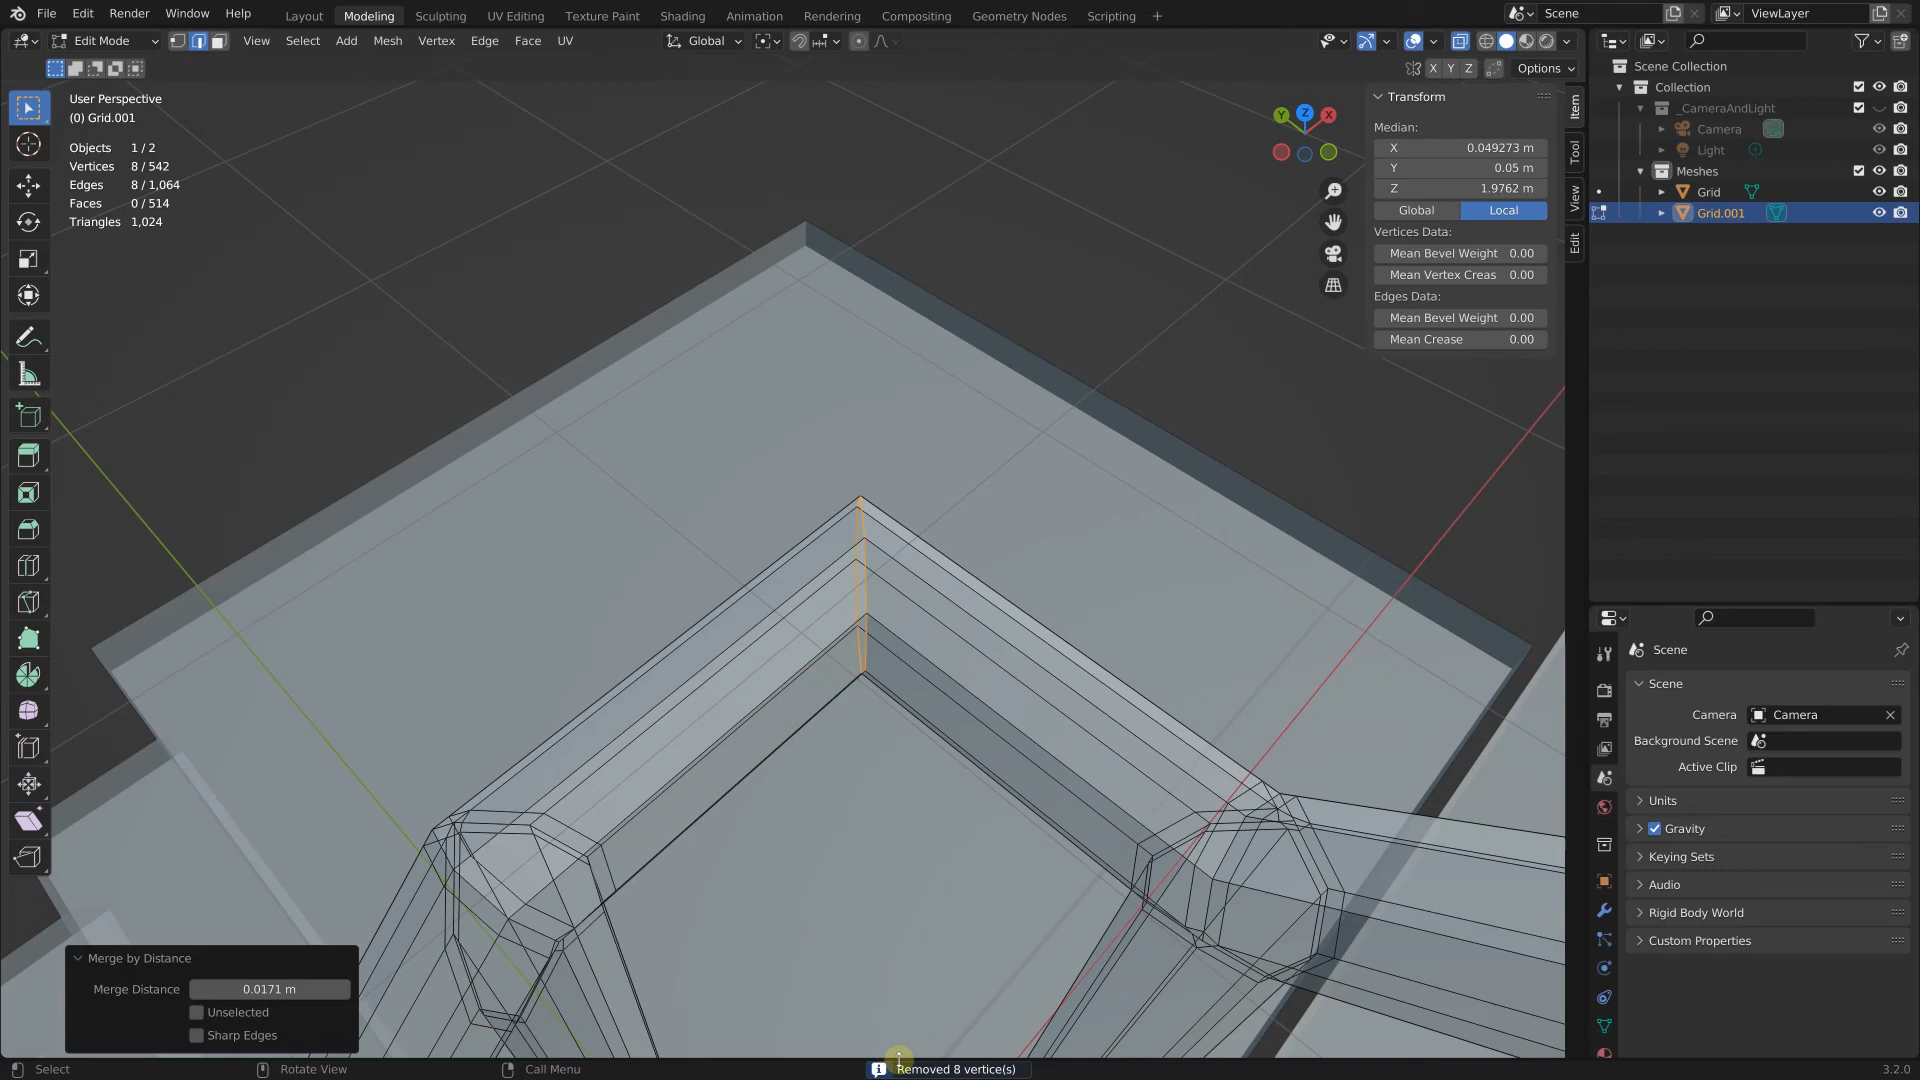 File Edit Render Window Help Layout Modeling Sculpting UV Editing Texture Paint Shading Animation Rendering Compositing Geometry Nodes Scripting + Scene ViewLayer
Edit Mode View Select Add Mesh Vertex Edge Face UV Global
X Y Z Options
User Perspective
(0) Grid.001
Objects 1 / 2
Vertices 8 / 542
Edges 8 / 1,064
Faces 0 / 514
Triangles 1,024
Y Z X
Transform
Median:
X 0.049273 m
Y 0.05 m
Z 1.9762 m
Global Local
Vertices Data:
Mean Bevel Weight 0.00
Mean Vertex Creas 0.00
Edges Data:
Mean Bevel Weight 0.00
Mean Crease 0.00
Item
Tool
View
Edit
Scene Collection
Collection
_CameraAndLight
Camera
Light
Meshes
Grid
Grid.001
Scene
Scene
Camera Camera
Background Scene
Active Clip
Units
Gravity
Keying Sets
Audio
Rigid Body World
Custom Properties
Merge by Distance
Merge Distance 0.0171 m
Unselected
Sharp Edges
Select Rotate View Call Menu Removed 8 vertice(s) 3.2.0